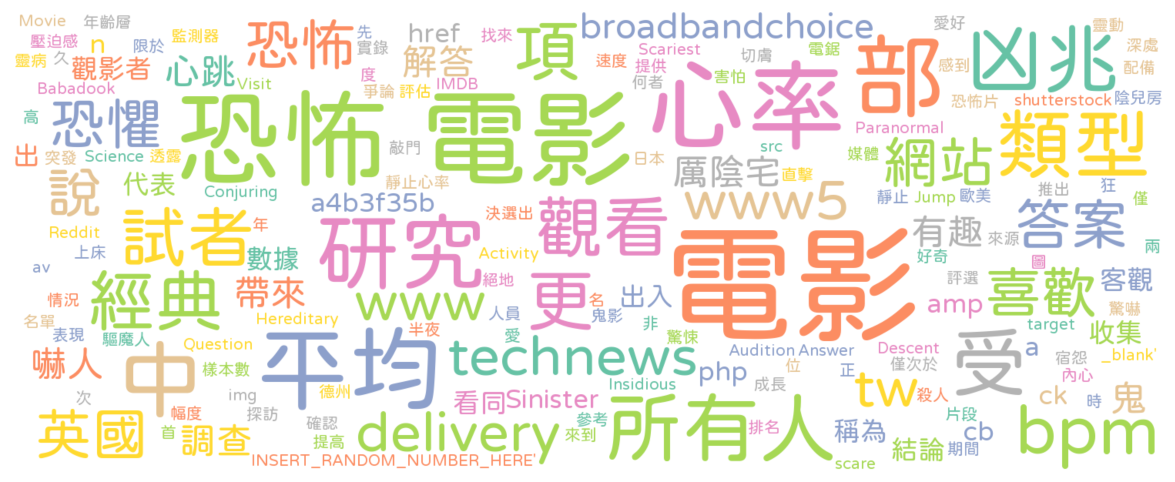 Movie 年齡層 恐怖 href 先 找來 項 broadbandchoice 愛好 靈動
壓迫感 n 限於 監測器 實錄 解答 Scariest 切膚 電鋸 部 凶兆 深處
靈病 久 觀影者 心跳 度 IMDB 提供 速度 何者 害怕 心率 感到 配備
Babadook Visit 爭論 評估 恐怖片 shutterstock 陰兒房
高 恐懼 恐怖 電影 Paranormal 類型
出 突發 Science 透露 敲門 日本 src 媒體 網站
說 代表 Conjuring 靜止心率 厲陰宅 直擊 靜止 Jump 歐美 推出 狂 僅
試者 年 a4b3f35b 決選出 www5 有趣 來源 答案 兩
Reddit 上床 數據 研究 Activity 觀看 電影 好奇 圖
av 經典 帶來 www 絕地 更 名 出入 評選 喜歡 客觀
情況 名單 表現 Hereditary 半夜 人員 鬼影 非 amp 驚嚇
驅魔人 Question 平均 愛 驚悚 target 收集
嚇人 中 樣本數 technews Audition Answer Descent 受 a 宿怨 _blank'
次 img 德州 Insidious php 位 正 僅次於 內心
英國 幅度 探訪 看同 Sinister 成長 tw 殺人 ck 時 鬼
首 調查 確認 delivery 參考 所有人 排名 稱為 片段 cb bpm
提高 來到 結論 期間
INSERT_RANDOM_NUMBER_HERE' scare